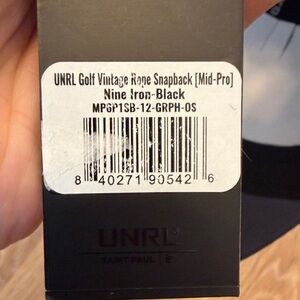 UNRL Golf Vintage Rope Snapback [Mid-Pro]
Nine Iron-Black
MP6P1SB-12-GRPH-OS
8 40271 90542 6
UNRL
SAINT PAUL